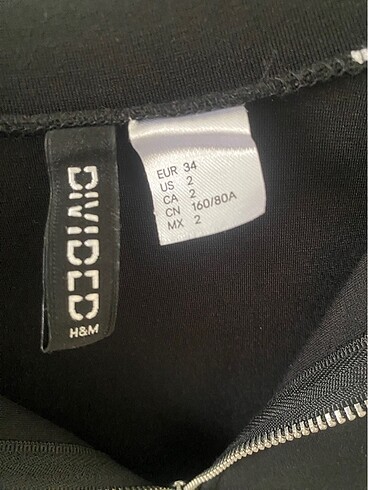 DIVIDED
H&M
EUR 34
US 2
CA 2
CN 160/80A
MX 2